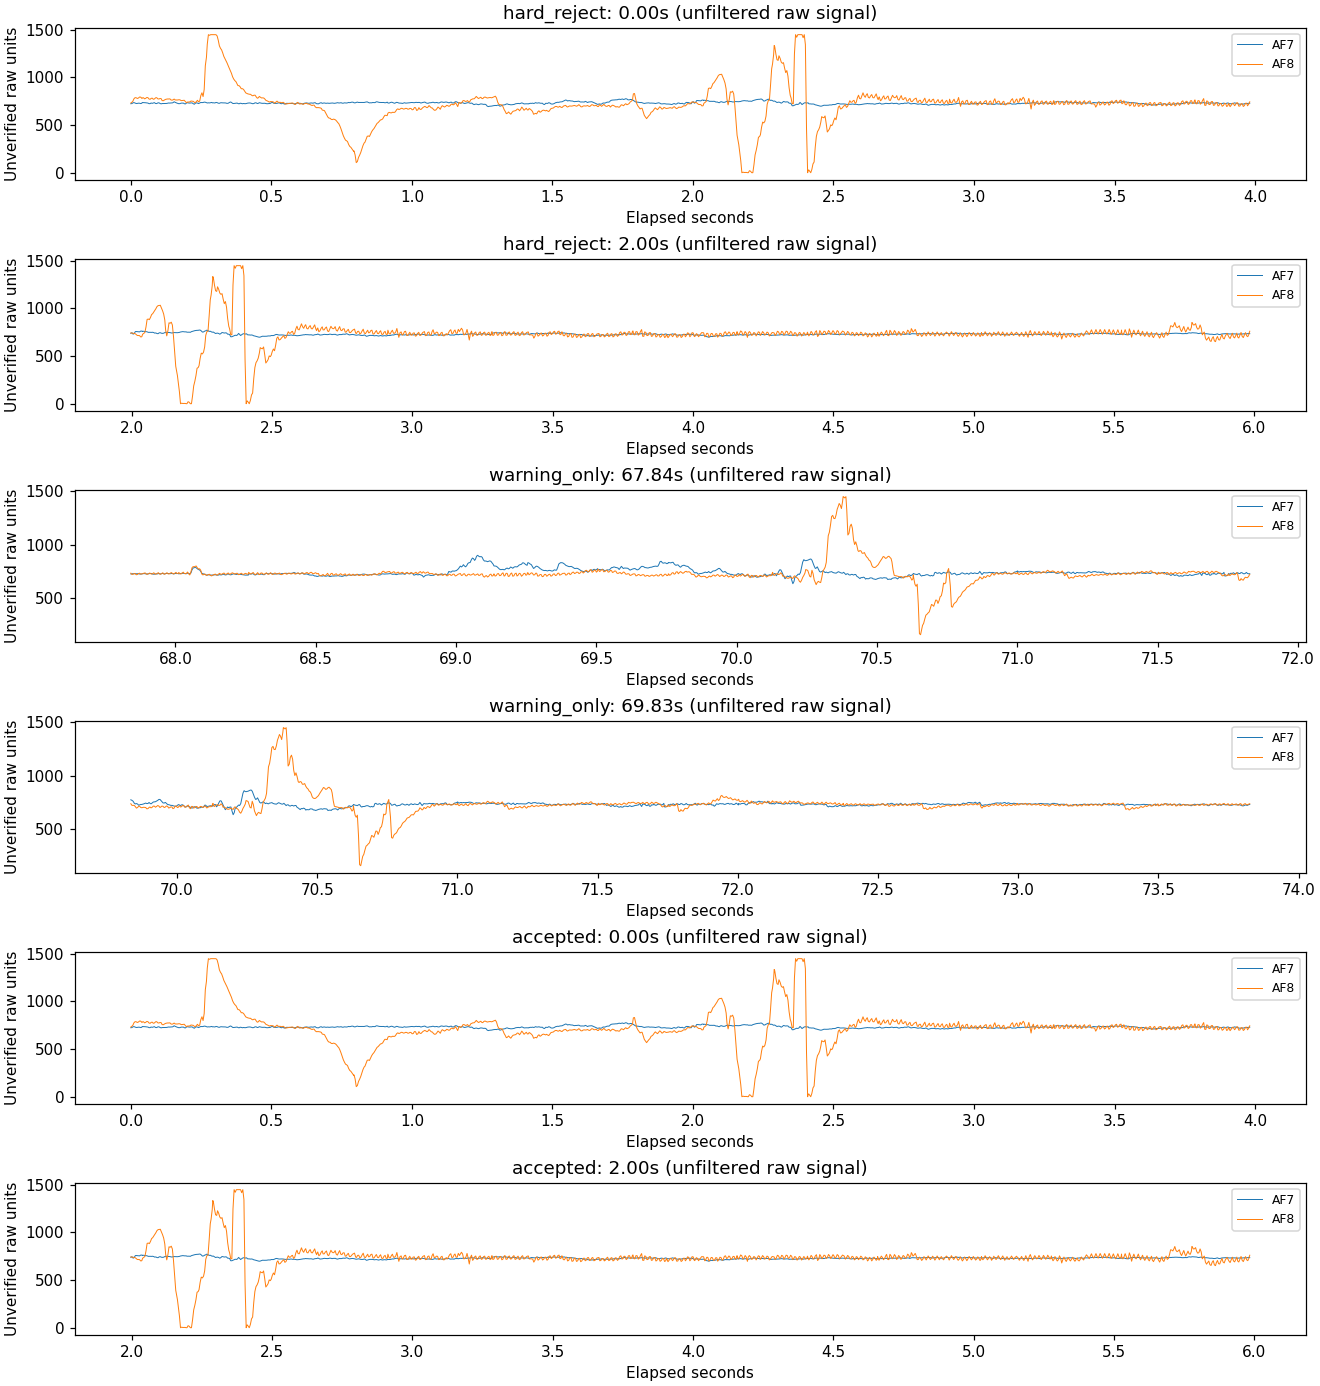 hard_reject: 0.00s (unfiltered raw signal)
Unverified raw units
1500
1000
500
0
AF7
AF8
0.0 0.5 1.0 1.5 2.0 2.5 3.0 3.5 4.0
Elapsed seconds
hard_reject: 2.00s (unfiltered raw signal)
Unverified raw units
1500
1000
500
0
AF7
AF8
2.0 2.5 3.0 3.5 4.0 4.5 5.0 5.5 6.0
Elapsed seconds
warning_only: 67.84s (unfiltered raw signal)
Unverified raw units
1500
1000
500
AF7
AF8
68.0 68.5 69.0 69.5 70.0 70.5 71.0 71.5 72.0
Elapsed seconds
warning_only: 69.83s (unfiltered raw signal)
Unverified raw units
1500
1000
500
AF7
AF8
70.0 70.5 71.0 71.5 72.0 72.5 73.0 73.5 74.0
Elapsed seconds
accepted: 0.00s (unfiltered raw signal)
Unverified raw units
1500
1000
500
0
AF7
AF8
0.0 0.5 1.0 1.5 2.0 2.5 3.0 3.5 4.0
Elapsed seconds
accepted: 2.00s (unfiltered raw signal)
Unverified raw units
1500
1000
500
0
AF7
AF8
2.0 2.5 3.0 3.5 4.0 4.5 5.0 5.5 6.0
Elapsed seconds